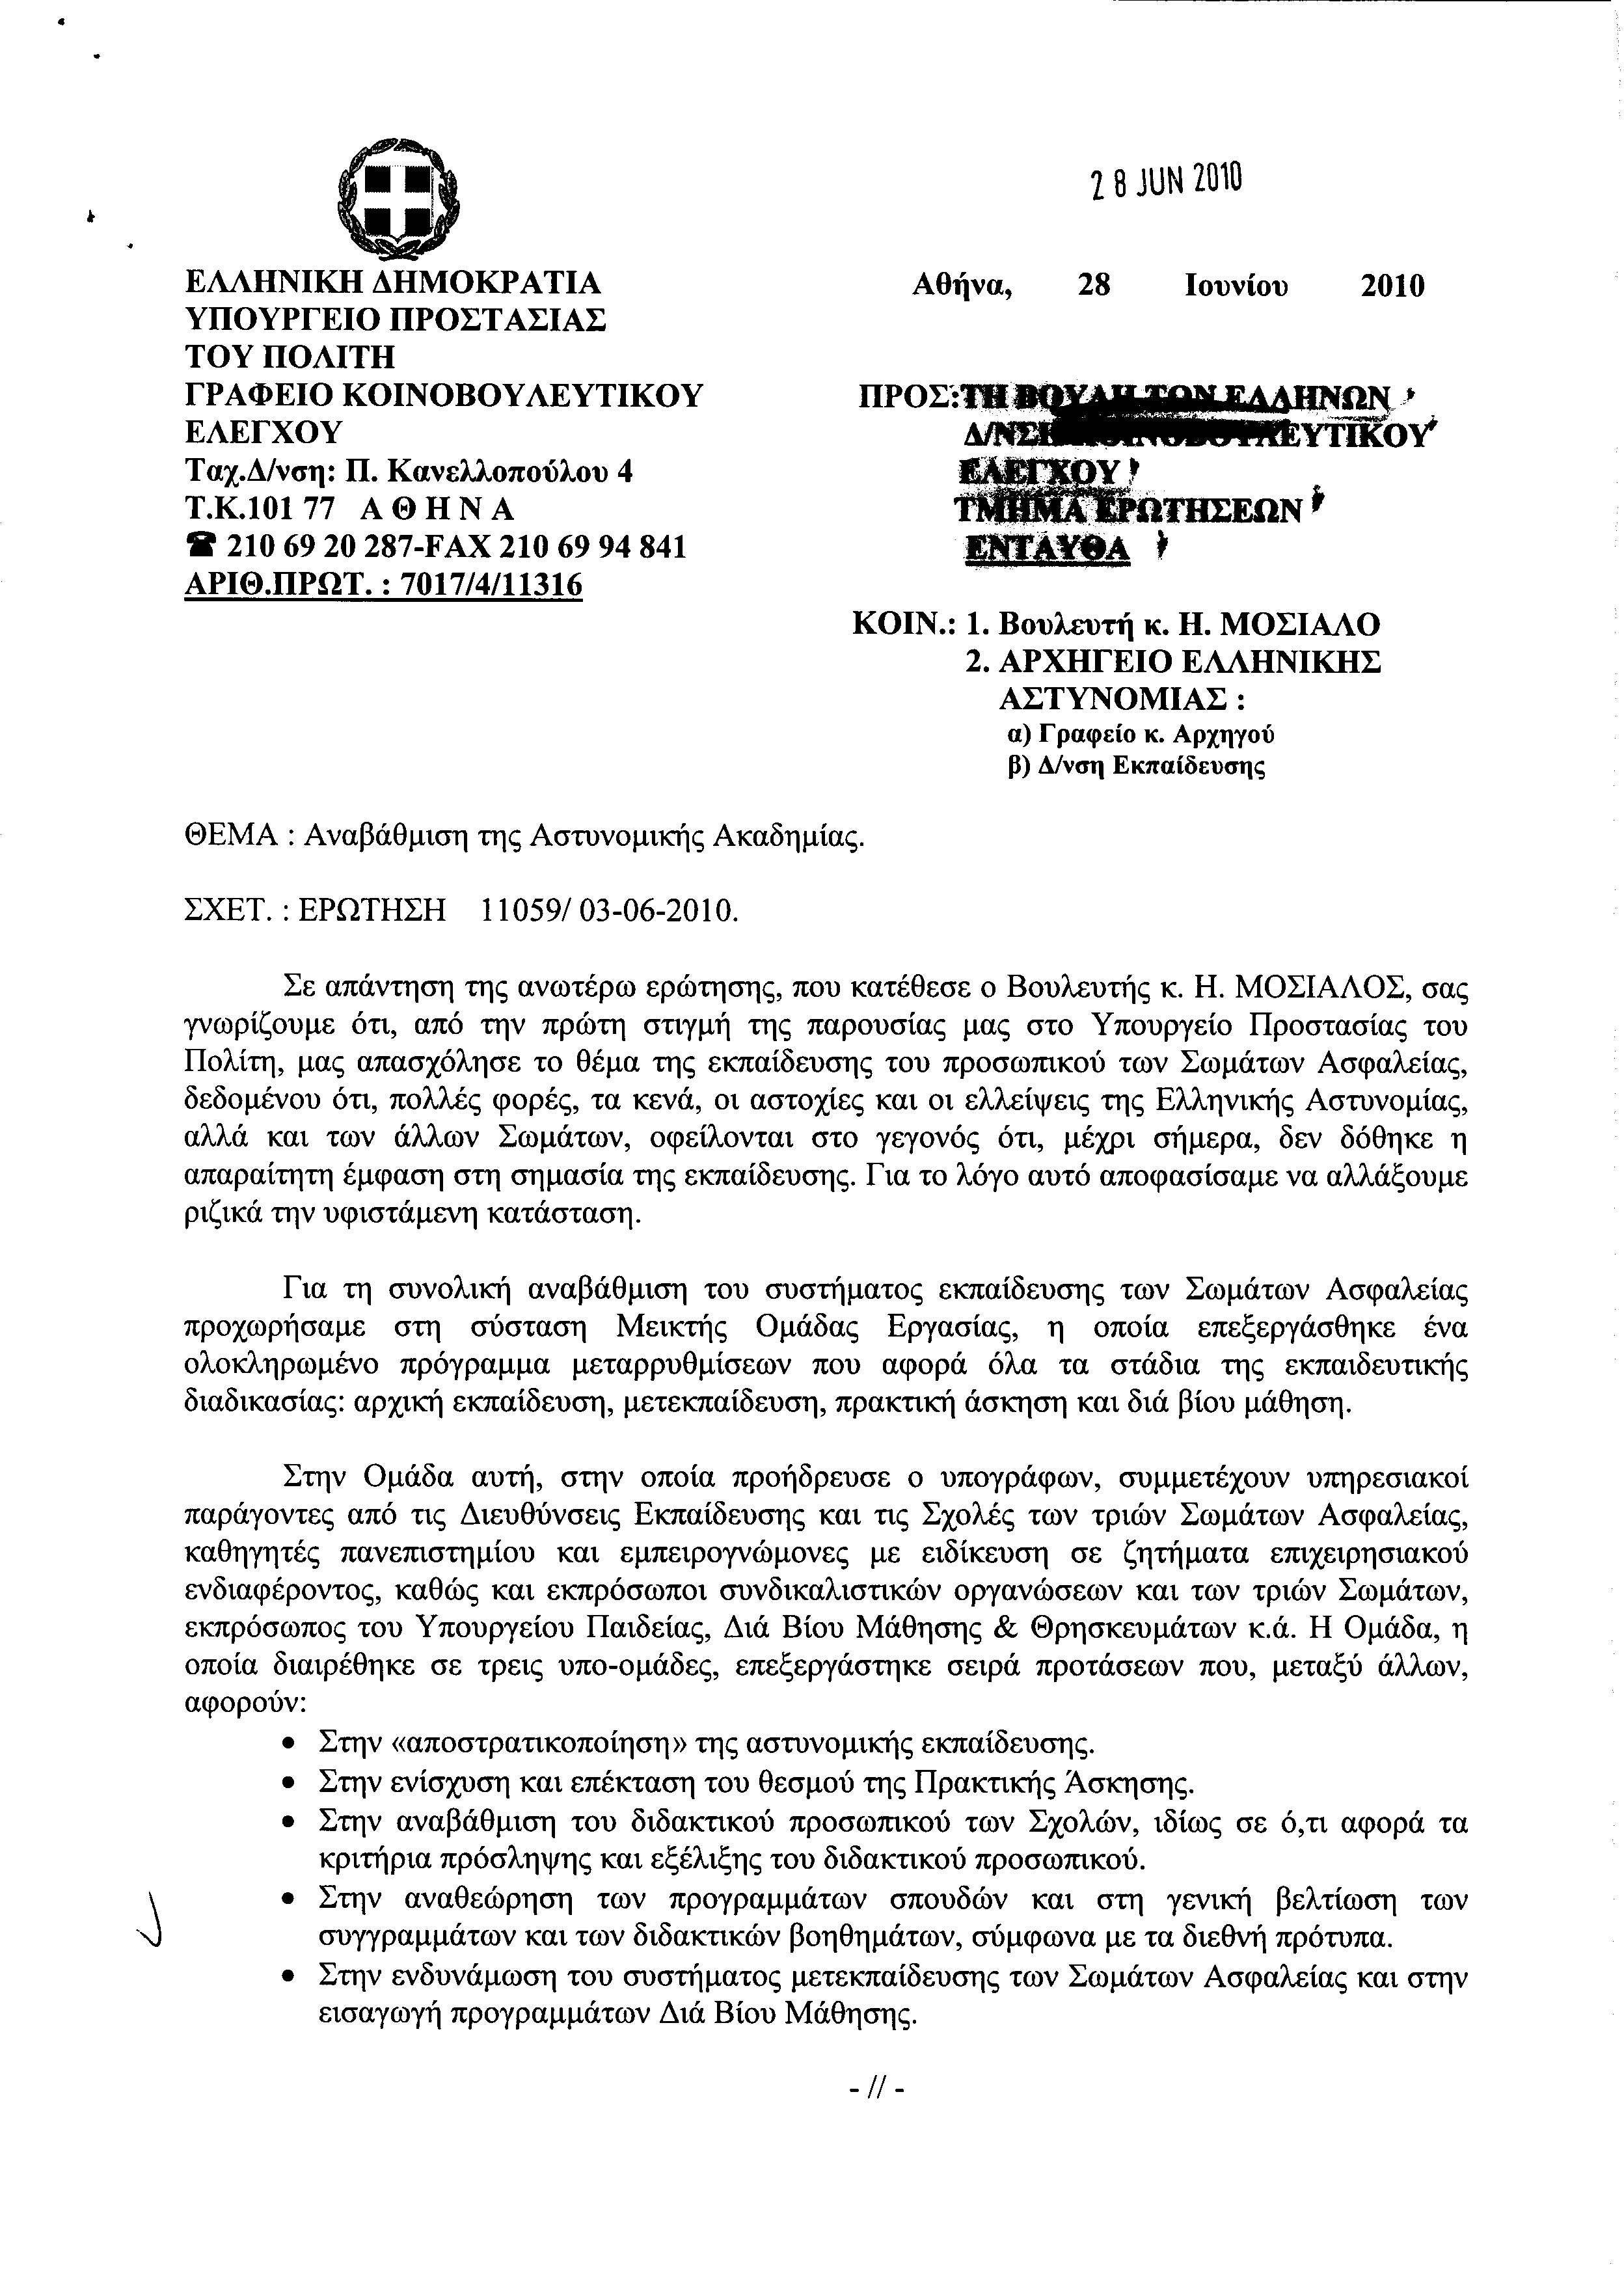 28 JUN 2010
ΕΛΛΗΝΙΚΗ ΔΗΜΟΚΡΑΤΙΑ
ΥΠΟΥΡΓΕΙΟ ΠΡΟΣΤΑΣΙΑΣ
ΤΟΥ ΠΟΛΙΤΗ
ΓΡΑΦΕΙΟ ΚΟΙΝΟΒΟΥΛΕΥΤΙΚΟΥ
ΕΛΕΓΧΟΥ
Ταχ.Δ/νση: Π. Κανελλοπούλου 4
Τ.Κ.101 77 Α Θ Η Ν Α
☎ 210 69 20 287-FAX 210 69 94 841
ΑΡΙΘ.ΠΡΩΤ. : 7017/4/11316
Αθήνα, 28 Ιουνίου 2010
ΠΡΟΣ: ΤΗ ΒΟΥΛΗ ΤΩΝ ΕΛΛΗΝΩΝ
Δ/ΝΣΗ ΚΟΙΝΟΒΟΥΛΕΥΤΙΚΟΥ
ΕΛΕΓΧΟΥ
ΤΜΗΜΑ ΕΡΩΤΗΣΕΩΝ
ΕΝΤΑΥΘΑ
ΚΟΙΝ.: 1. Βουλευτή κ. Η. ΜΟΣΙΑΛΟ
2. ΑΡΧΗΓΕΙΟ ΕΛΛΗΝΙΚΗΣ
ΑΣΤΥΝΟΜΙΑΣ :
α) Γραφείο κ. Αρχηγού
β) Δ/νση Εκπαίδευσης
ΘΕΜΑ : Αναβάθμιση της Αστυνομικής Ακαδημίας.
ΣΧΕΤ. : ΕΡΩΤΗΣΗ 11059/ 03-06-2010.
Σε απάντηση της ανωτέρω ερώτησης, που κατέθεσε ο Βουλευτής κ. Η. ΜΟΣΙΑΛΟΣ, σας
γνωρίζουμε ότι, από την πρώτη στιγμή της παρουσίας μας στο Υπουργείο Προστασίας του
Πολίτη, μας απασχόλησε το θέμα της εκπαίδευσης του προσωπικού των Σωμάτων Ασφαλείας,
δεδομένου ότι, πολλές φορές, τα κενά, οι αστοχίες και οι ελλείψεις της Ελληνικής Αστυνομίας,
αλλά και των άλλων Σωμάτων, οφείλονται στο γεγονός ότι, μέχρι σήμερα, δεν δόθηκε η
απαραίτητη έμφαση στη σημασία της εκπαίδευσης. Για το λόγο αυτό αποφασίσαμε να αλλάξουμε
ριζικά την υφιστάμενη κατάσταση.
Για τη συνολική αναβάθμιση του συστήματος εκπαίδευσης των Σωμάτων Ασφαλείας
προχωρήσαμε στη σύσταση Μεικτής Ομάδας Εργασίας, η οποία επεξεργάσθηκε ένα
ολοκληρωμένο πρόγραμμα μεταρρυθμίσεων που αφορά όλα τα στάδια της εκπαιδευτικής
διαδικασίας: αρχική εκπαίδευση, μετεκπαίδευση, πρακτική άσκηση και διά βίου μάθηση.
Στην Ομάδα αυτή, στην οποία προήδρευσε ο υπογράφων, συμμετέχουν υπηρεσιακοί
παράγοντες από τις Διευθύνσεις Εκπαίδευσης και τις Σχολές των τριών Σωμάτων Ασφαλείας,
καθηγητές πανεπιστημίου και εμπειρογνώμονες με ειδίκευση σε ζητήματα επιχειρησιακού
ενδιαφέροντος, καθώς και εκπρόσωποι συνδικαλιστικών οργανώσεων και των τριών Σωμάτων,
εκπρόσωπος του Υπουργείου Παιδείας, Διά Βίου Μάθησης & Θρησκευμάτων κ.ά. Η Ομάδα, η
οποία διαιρέθηκε σε τρεις υπο-ομάδες, επεξεργάστηκε σειρά προτάσεων που, μεταξύ άλλων,
αφορούν:
• Στην «αποστρατικοποίηση» της αστυνομικής εκπαίδευσης.
• Στην ενίσχυση και επέκταση του θεσμού της Πρακτικής Άσκησης.
• Στην αναβάθμιση του διδακτικού προσωπικού των Σχολών, ιδίως σε ό,τι αφορά τα
κριτήρια πρόσληψης και εξέλιξης του διδακτικού προσωπικού.
• Στην αναθεώρηση των προγραμμάτων σπουδών και στη γενική βελτίωση των
συγγραμμάτων και των διδακτικών βοηθημάτων, σύμφωνα με τα διεθνή πρότυπα.
• Στην ενδυνάμωση του συστήματος μετεκπαίδευσης των Σωμάτων Ασφαλείας και στην
εισαγωγή προγραμμάτων Διά Βίου Μάθησης.
- // -